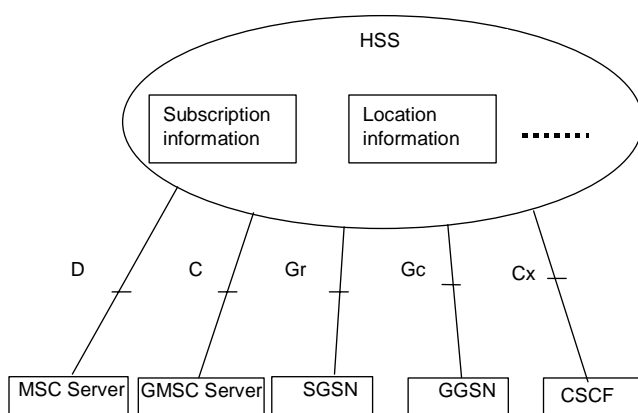 HSS
Subscription
information
Location
information
D
C
Gr
Gc
Cx
MSC Server
GMSC Server
SGSN
GGSN
CSCF